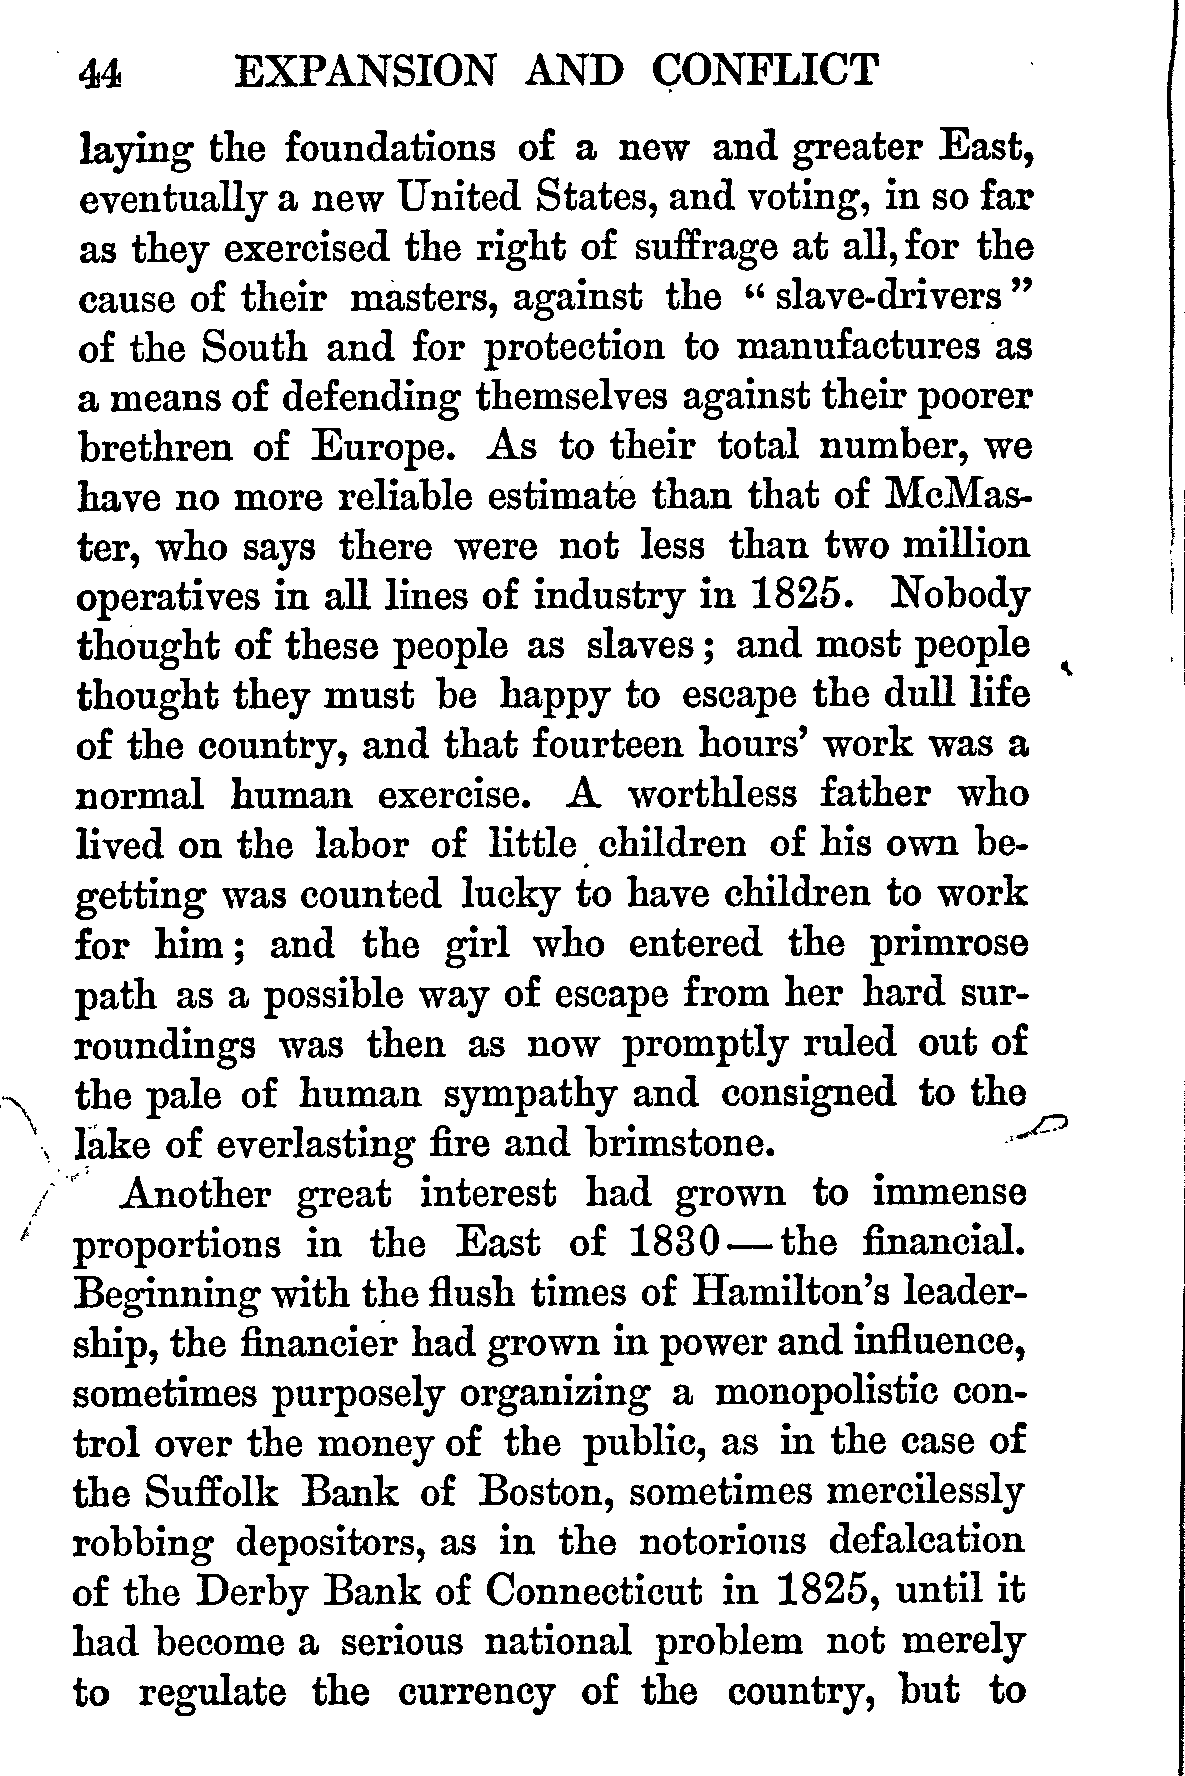 44 EXPANSION AND CONFLICT
laying the foundations of a new and greater East,
eventually a new United States, and voting, in so far
as they exercised the right of suffrage at all, for the
cause of their masters, against the “ slave-drivers ”
of the South and for protection to manufactures as
a means of defending themselves against their poorer
brethren of Europe. As to their total number, we
have no more reliable estimate than that of McMas-
ter, who says there were not less than two million
operatives in all lines of industry in 1825. Nobody
thought of these people as slaves ; and most people
thought they must be happy to escape the dull life
of the country, and that fourteen hours’ work was a
normal human exercise. A worthless father who
lived on the labor of little children of his own be-
getting was counted lucky to have children to work
for him ; and the girl who entered the primrose
path as a possible way of escape from her hard sur-
roundings was then as now promptly ruled out of
the pale of human sympathy and consigned to the
lake of everlasting fire and brimstone.
Another great interest had grown to immense
proportions in the East of 1830 — the financial.
Beginning with the flush times of Hamilton’s leader-
ship, the financier had grown in power and influence,
sometimes purposely organizing a monopolistic con-
trol over the money of the public, as in the case of
the Suffolk Bank of Boston, sometimes mercilessly
robbing depositors, as in the notorious defalcation
of the Derby Bank of Connecticut in 1825, until it
had become a serious national problem not merely
to regulate the currency of the country, but to